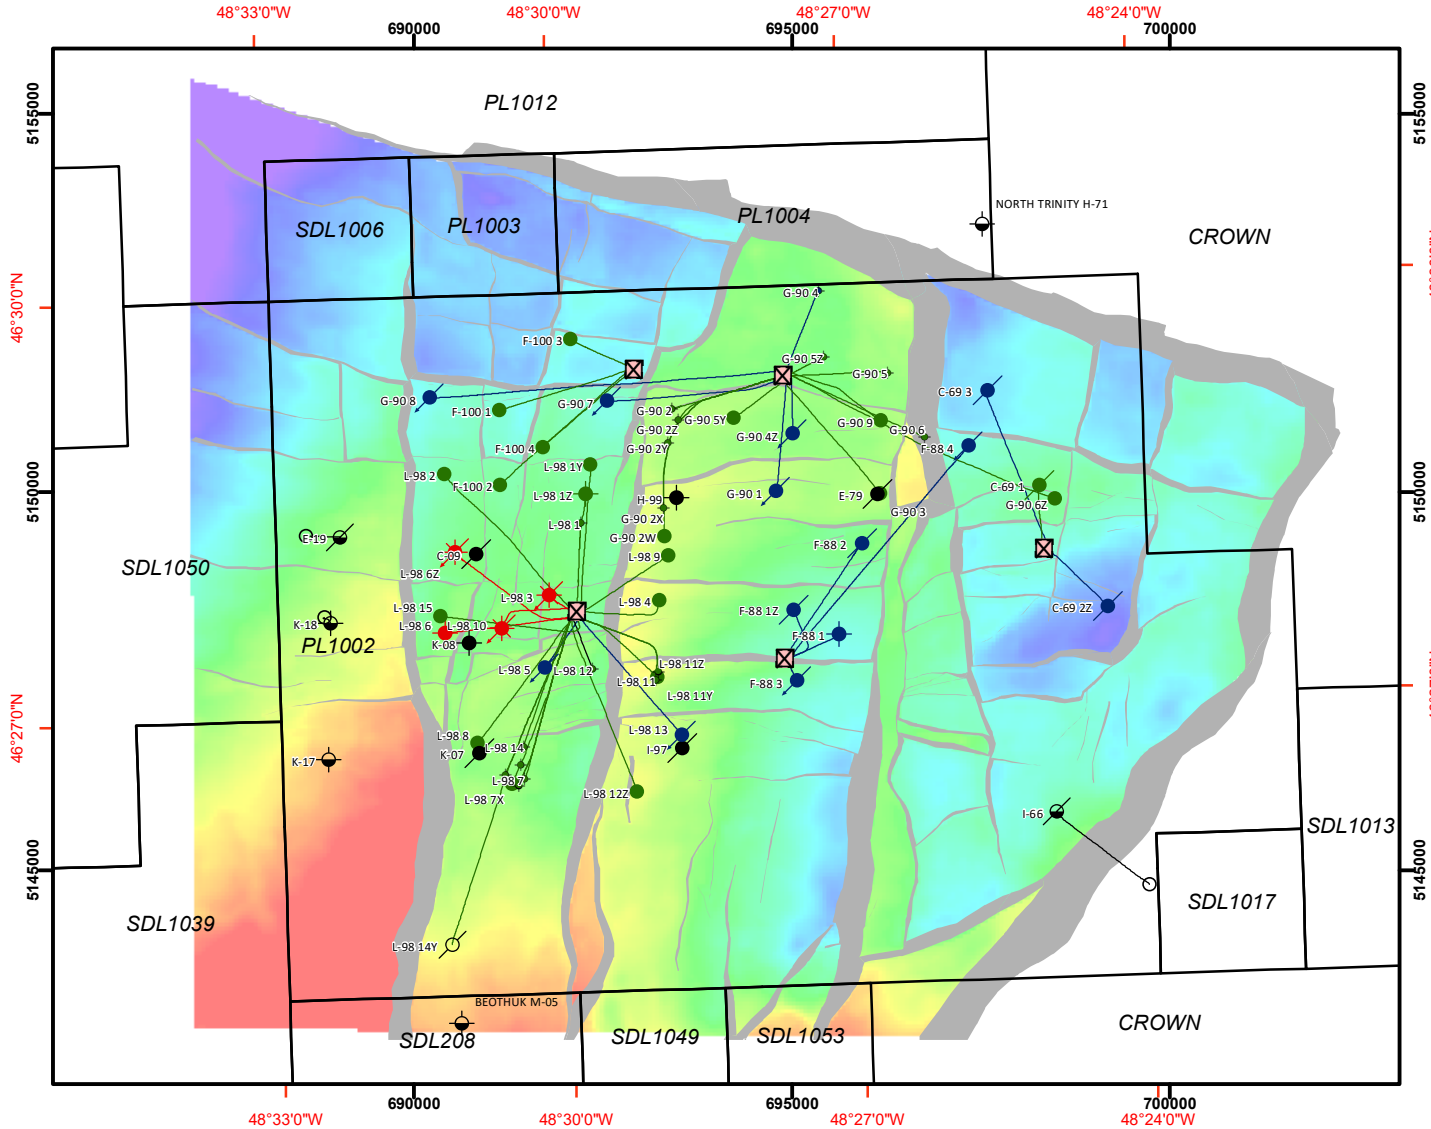 48°33'0"W
48°30'0"W
48°27'0"W
48°24'0"W
690000
695000
700000
5155000
5155000
PL1012
NORTH TRINITY H-71
PL1004
SDL1006
PL1003
CROWN
46°30'0"N
G-90 4
F-100 3
G-90 5Z
G-90 5
G-90 8
F-100 1
G-90 7
G-90 2
G-90 5Y
G-90 2Z
G-90 2Y
G-90 4Z
G-90 9
G-90 6
C-69 3
F-88 4
F-100 4
L-98 1Y
L-98 2
F-100 2
L-98 1Z
H-99
G-90 1
E-79
C-69 1
G-90 6Z
5150000
5150000
L-98 1
G-90 2X
G-90 3
G-90 2W
E-19
C-09
L-98 9
F-88 2
SDL1050
L-98 6Z
L-98 3
L-98 4
L-98 15
F-88 1Z
C-69 2Z
K-18
L-98 6
L-98 10
F-88 1
PL1002
K-08
L-98 5
L-98 12
L-98 11Z
L-98 11
L-98 11Y
F-88 3
46°27'0"N
L-98 8
L-98 14
L-98 13
K-07
I-97
K-17
L-98 7
L-98 7X
L-98 12Z
I-66
SDL1013
5145000
5145000
SDL1039
SDL1017
L-98 14Y
BEOTHUK M-05
SDL208
SDL1049
SDL1053
CROWN
690000
695000
700000
48°33'0"W
48°30'0"W
48°27'0"W
48°24'0"W